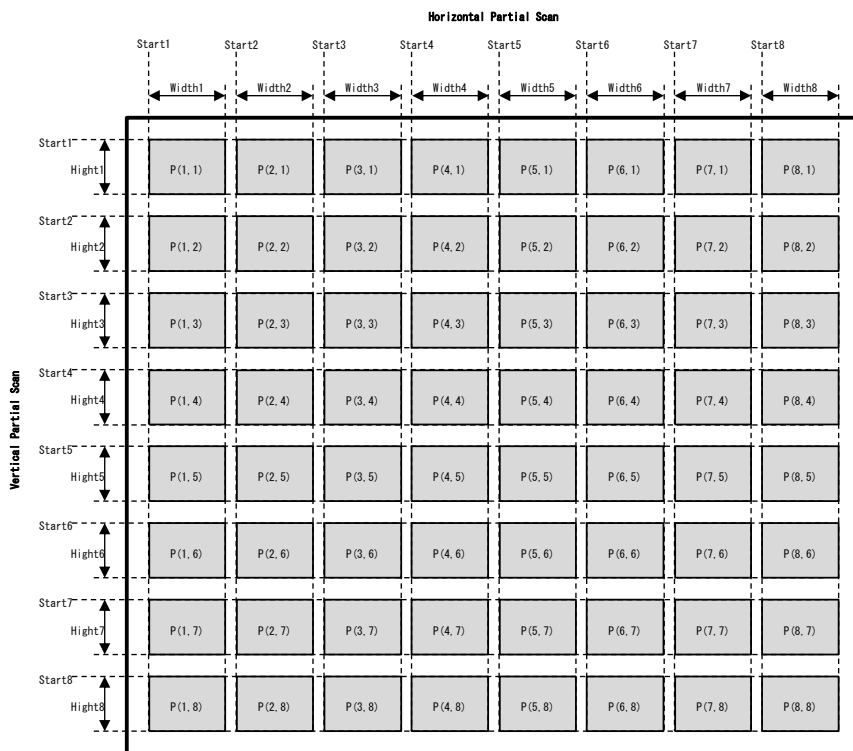 Horizontal Partial Scan
Start1 Start2 Start3 Start4 Start5 Start6 Start7 Start8
Width1 Width2 Width3 Width4 Width5 Width6 Width7 Width8
Vertical Partial Scan
Start1
Hight1 P(1,1) P(2,1) P(3,1) P(4,1) P(5,1) P(6,1) P(7,1) P(8,1)
Start2
Hight2 P(1,2) P(2,2) P(3,2) P(4,2) P(5,2) P(6,2) P(7,2) P(8,2)
Start3
Hight3 P(1,3) P(2,3) P(3,3) P(4,3) P(5,3) P(6,3) P(7,3) P(8,3)
Start4
Hight4 P(1,4) P(2,4) P(3,4) P(4,4) P(5,4) P(6,4) P(7,4) P(8,4)
Start5
Hight5 P(1,5) P(2,5) P(3,5) P(4,5) P(5,5) P(6,5) P(7,5) P(8,5)
Start6
Hight6 P(1,6) P(2,6) P(3,6) P(4,6) P(5,6) P(6,6) P(7,6) P(8,6)
Start7
Hight7 P(1,7) P(2,7) P(3,7) P(4,7) P(5,7) P(6,7) P(7,7) P(8,7)
Start8
Hight8 P(1,8) P(2,8) P(3,8) P(4,8) P(5,8) P(6,8) P(7,8) P(8,8)